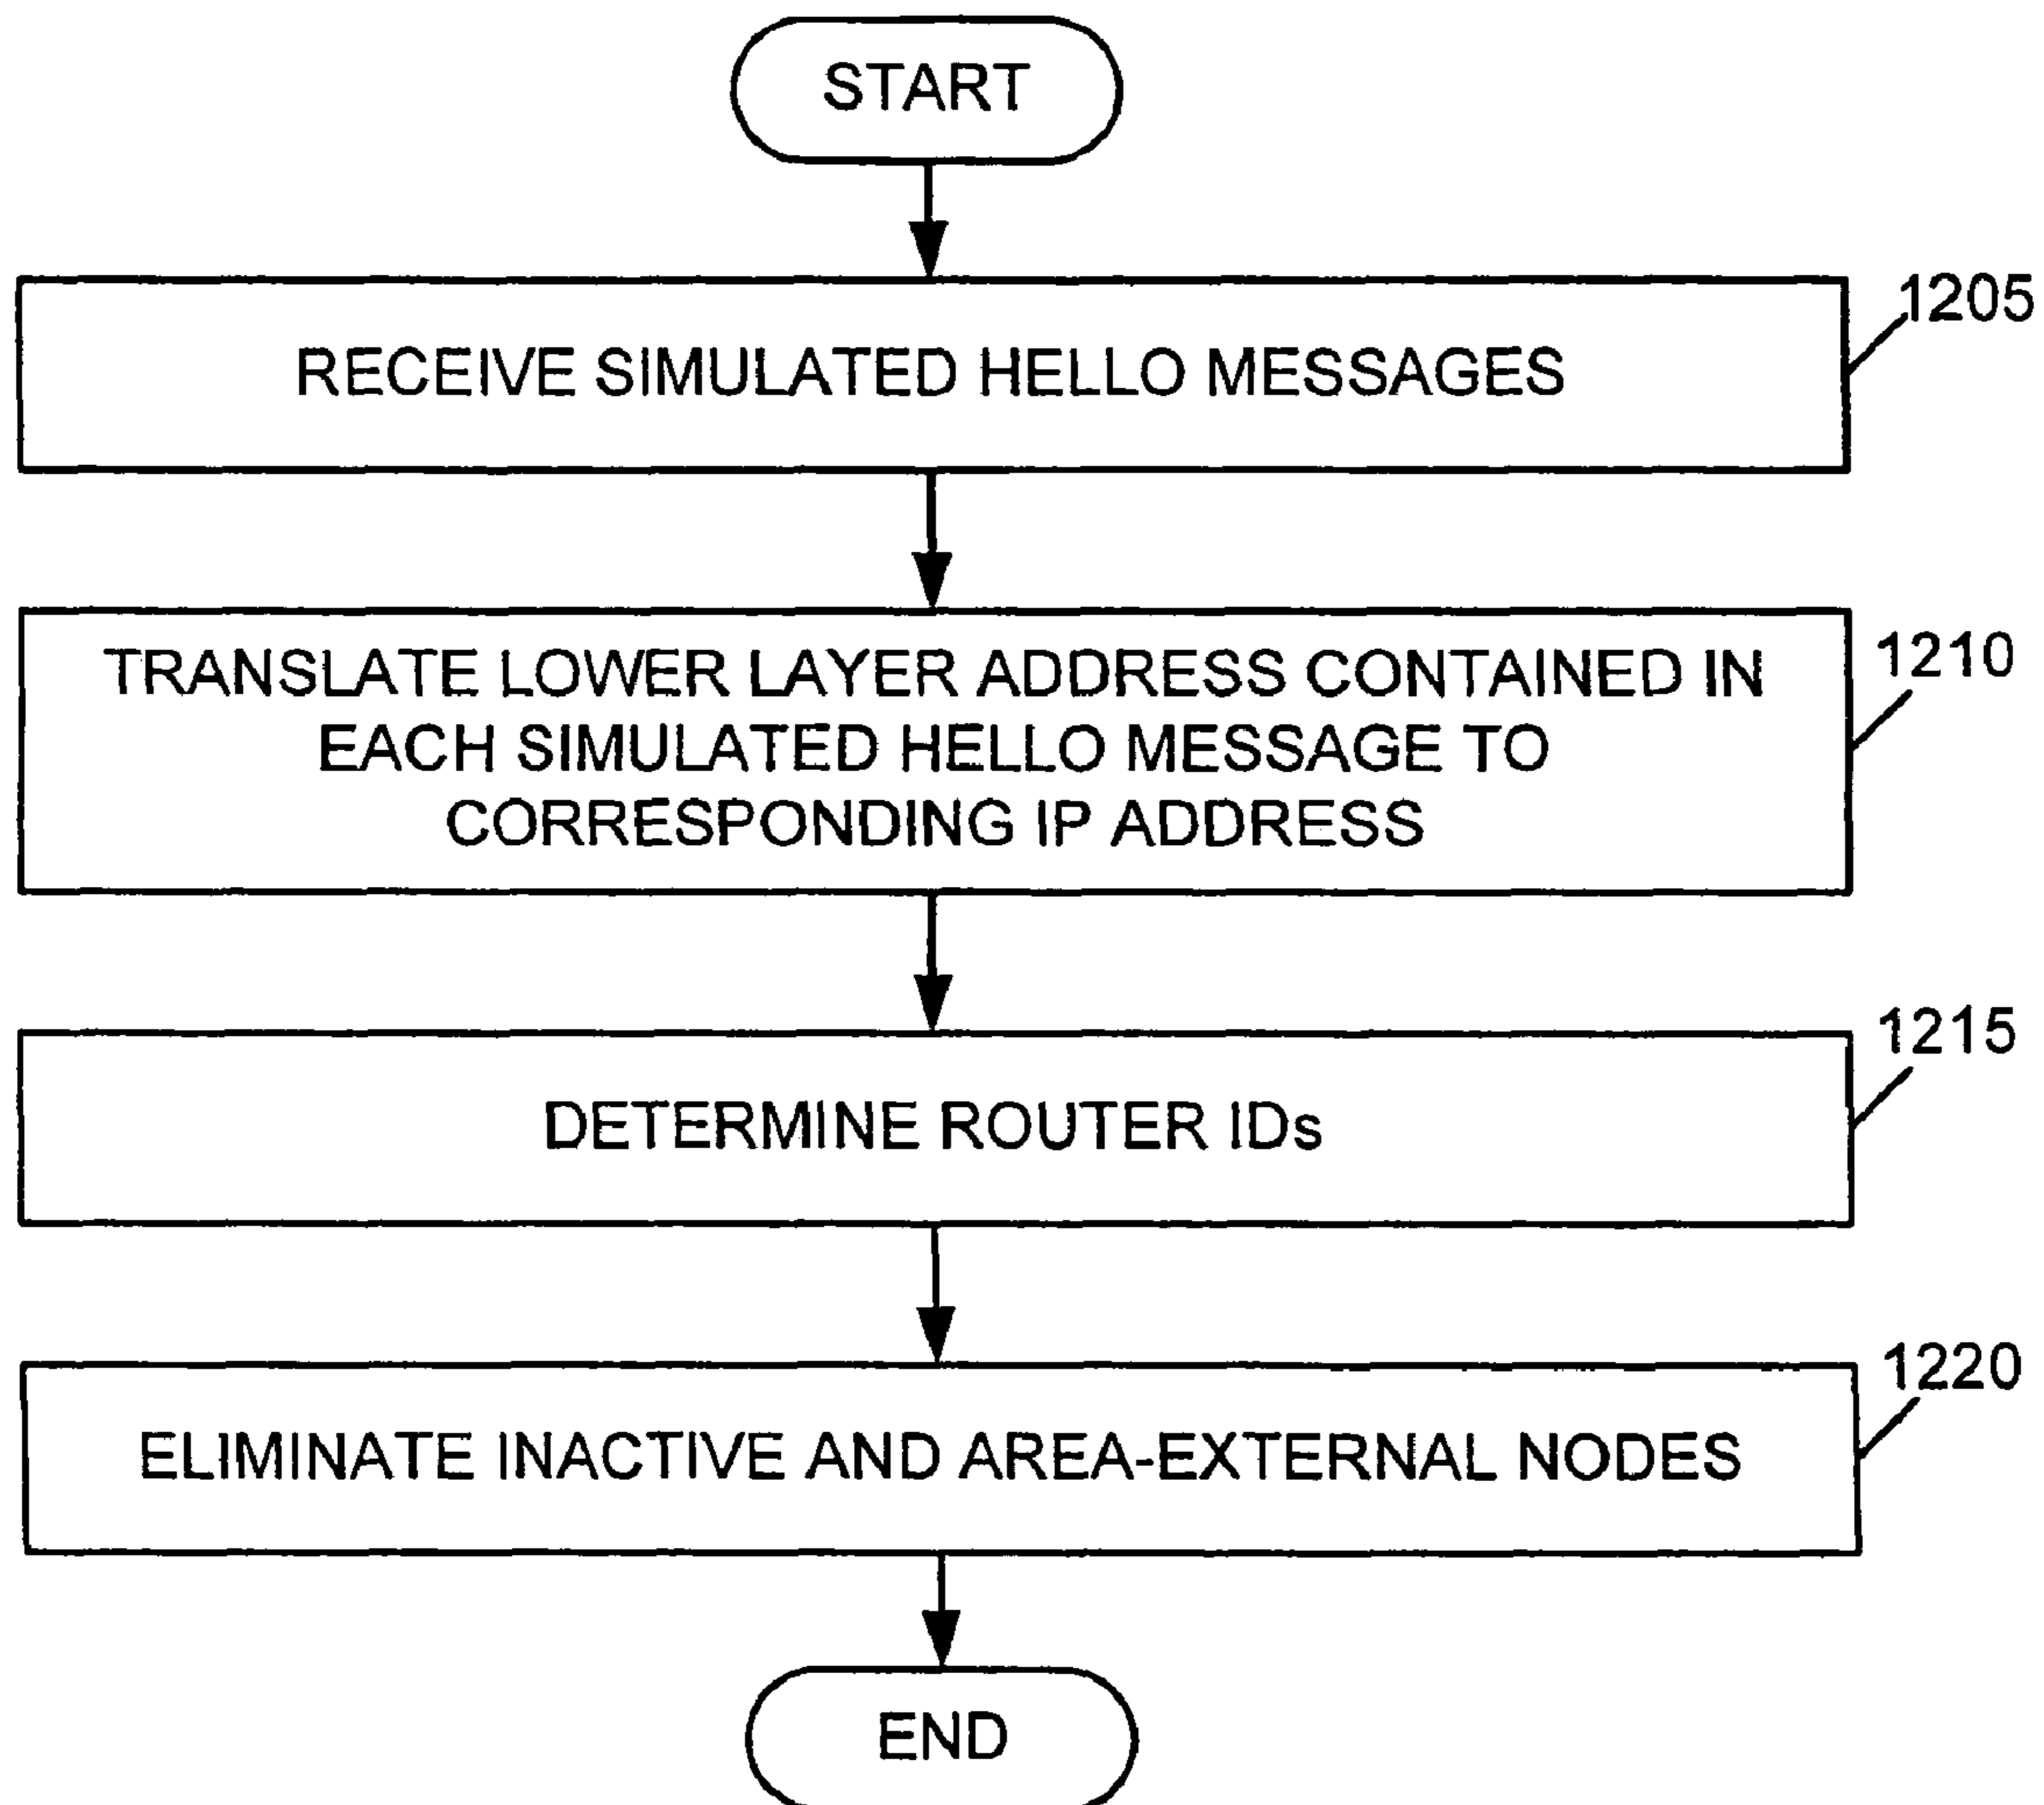 START
1205
RECEIVE SIMULATED HELLO MESSAGES
1210
TRANSLATE LOWER LAYER ADDRESS CONTAINED IN
EACH SIMULATED HELLO MESSAGE TO
CORRESPONDING IP ADDRESS
1215
DETERMINE ROUTER IDs
1220
ELIMINATE INACTIVE AND AREA-EXTERNAL NODES
END